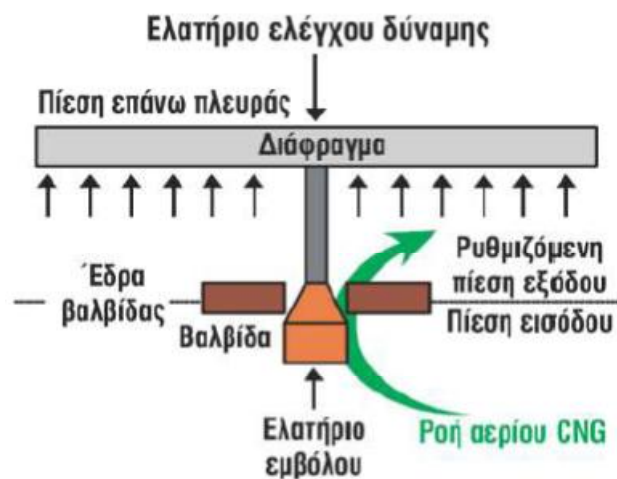 Ελατήριο ελέγχου δύναμης
Πίεση επάνω πλευράς
Διάφραγμα
Έδρα
βαλβίδας
Βαλβίδα
Ρυθμιζόμενη
πίεση εξόδου
Πίεση εισόδου
Ελατήριο
εμβόλου
Ροή αερίου CNG